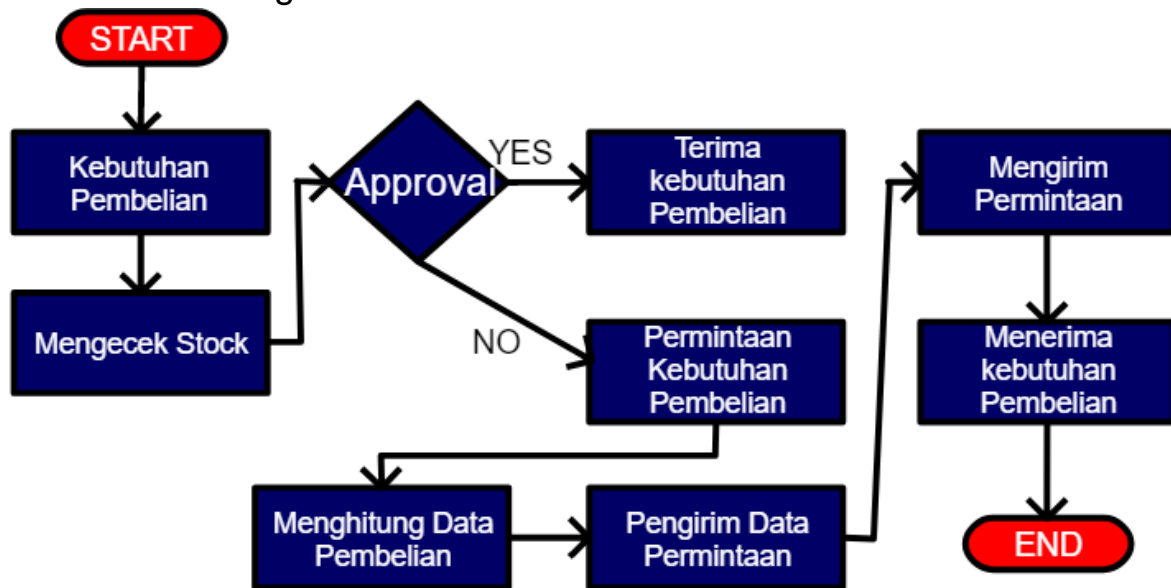 START
Kebutuhan
Pembelian
Mengecek Stock
Approval
YES
Terima
kebutuhan
Pembelian
NO
Permintaan
Kebutuhan
Pembelian
Menghitung Data
Pembelian
Pengirim Data
Permintaan
Mengirim
Permintaan
Menerima
kebutuhan
Pembelian
END